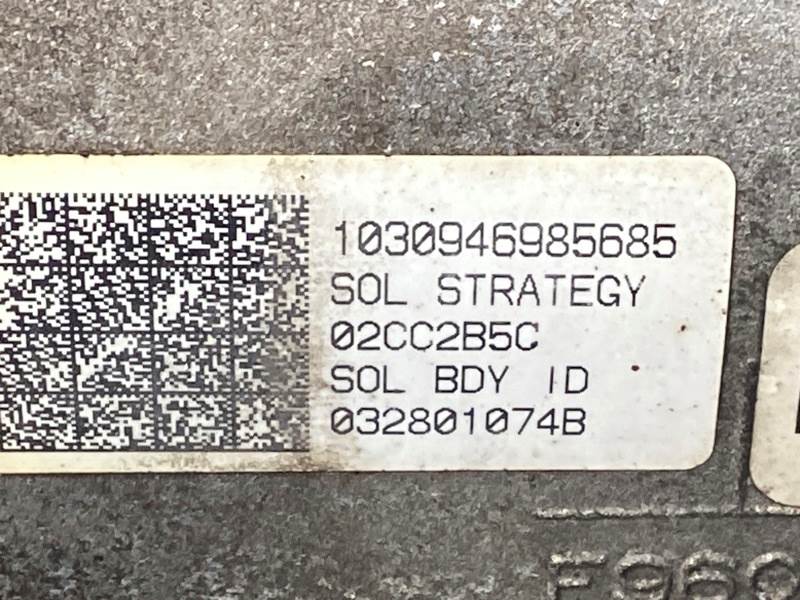 1030946985685
SOL STRATEGY
02CC2B5C
SOL BDY ID
032801074B